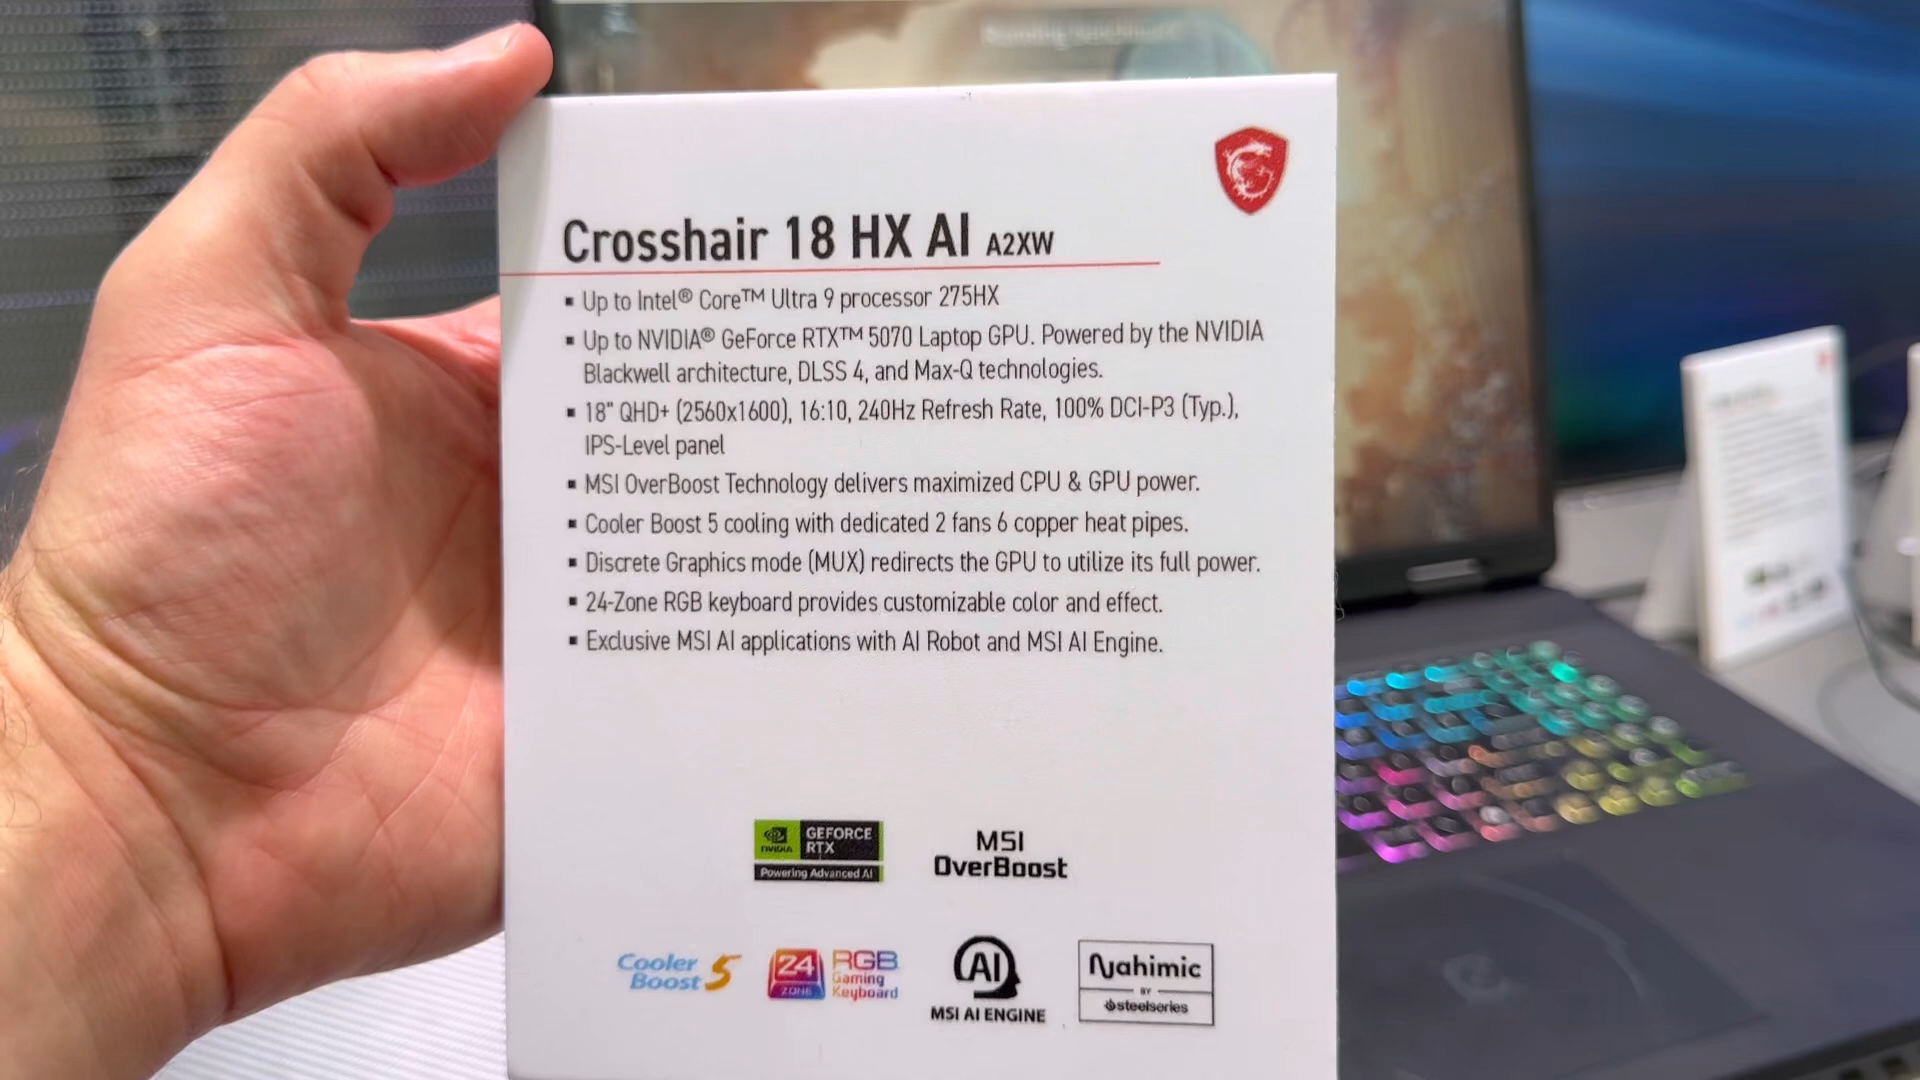 Crosshair 18 HX AI A2XW
▪ Up to Intel® Core™ Ultra 9 processor 275HX
▪ Up to NVIDIA® GeForce RTX™ 5070 Laptop GPU. Powered by the NVIDIA
Blackwell architecture, DLSS 4, and Max-Q technologies.
▪ 18" QHD+ (2560x1600), 16:10, 240Hz Refresh Rate, 100% DCI-P3 (Typ.),
IPS-Level panel
▪ MSI OverBoost Technology delivers maximized CPU & GPU power.
▪ Cooler Boost 5 cooling with dedicated 2 fans 6 copper heat pipes.
▪ Discrete Graphics mode (MUX) redirects the GPU to utilize its full power.
▪ 24-Zone RGB keyboard provides customizable color and effect.
▪ Exclusive MSI AI applications with AI Robot and MSI AI Engine.
NVIDIA
GEFORCE
RTX
Powering Advanced AI
MSI
OverBoost
Cooler
Boost 5
24
ZONE
RGB
Gaming
Keyboard
AI
MSI AI ENGINE
Nahimic
BY
steelseries